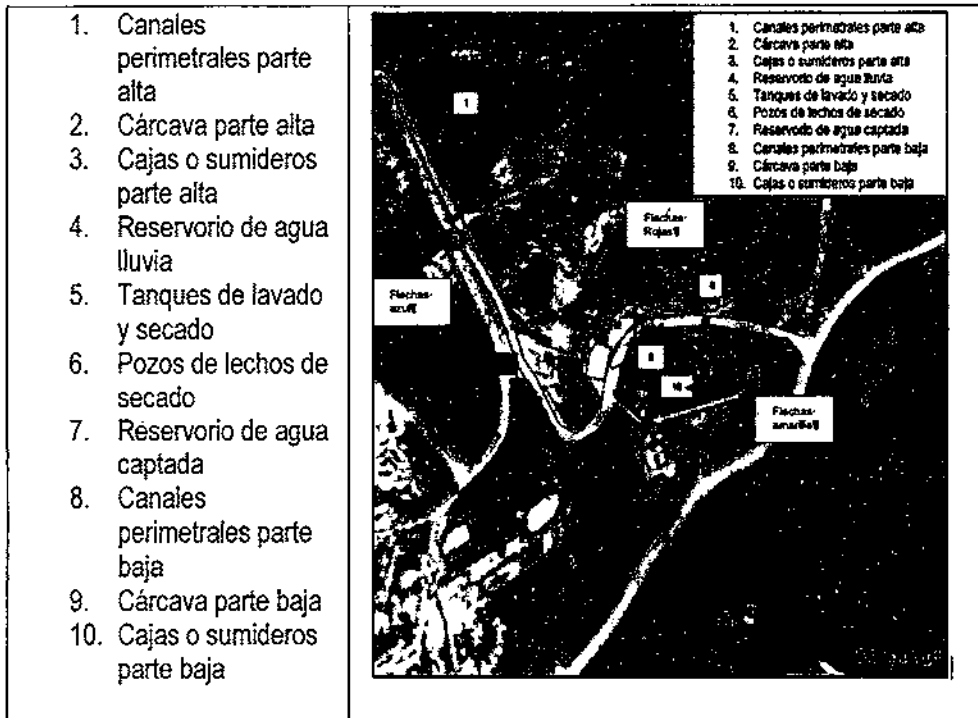 1. Canales
perimetrales parte
alta
2. Cárcava parte alta
3. Cajas o sumideros
parte alta
4. Reservorio de agua
lluvia
5. Tanques de lavado
y secado
6. Pozos de lechos de
secado
7. Reservorio de agua
captada
8. Canales
perimetrales parte
baja
9. Cárcava parte baja
10. Cajas o sumideros
parte baja
1. Canales perimetrales parte alta
2. Cárcava parte alta
3. Cajas o sumideros parte alta
4. Reservorio de agua lluvia
5. Tanques de lavado y secado
6. Pozos de lechos de secado
7. Reservorio de agua captada
8. Canales perimetrales parte baja
9. Cárcava parte baja
10. Cajas o sumideros parte baja
1
Flechas
Flechas
10
Flechas